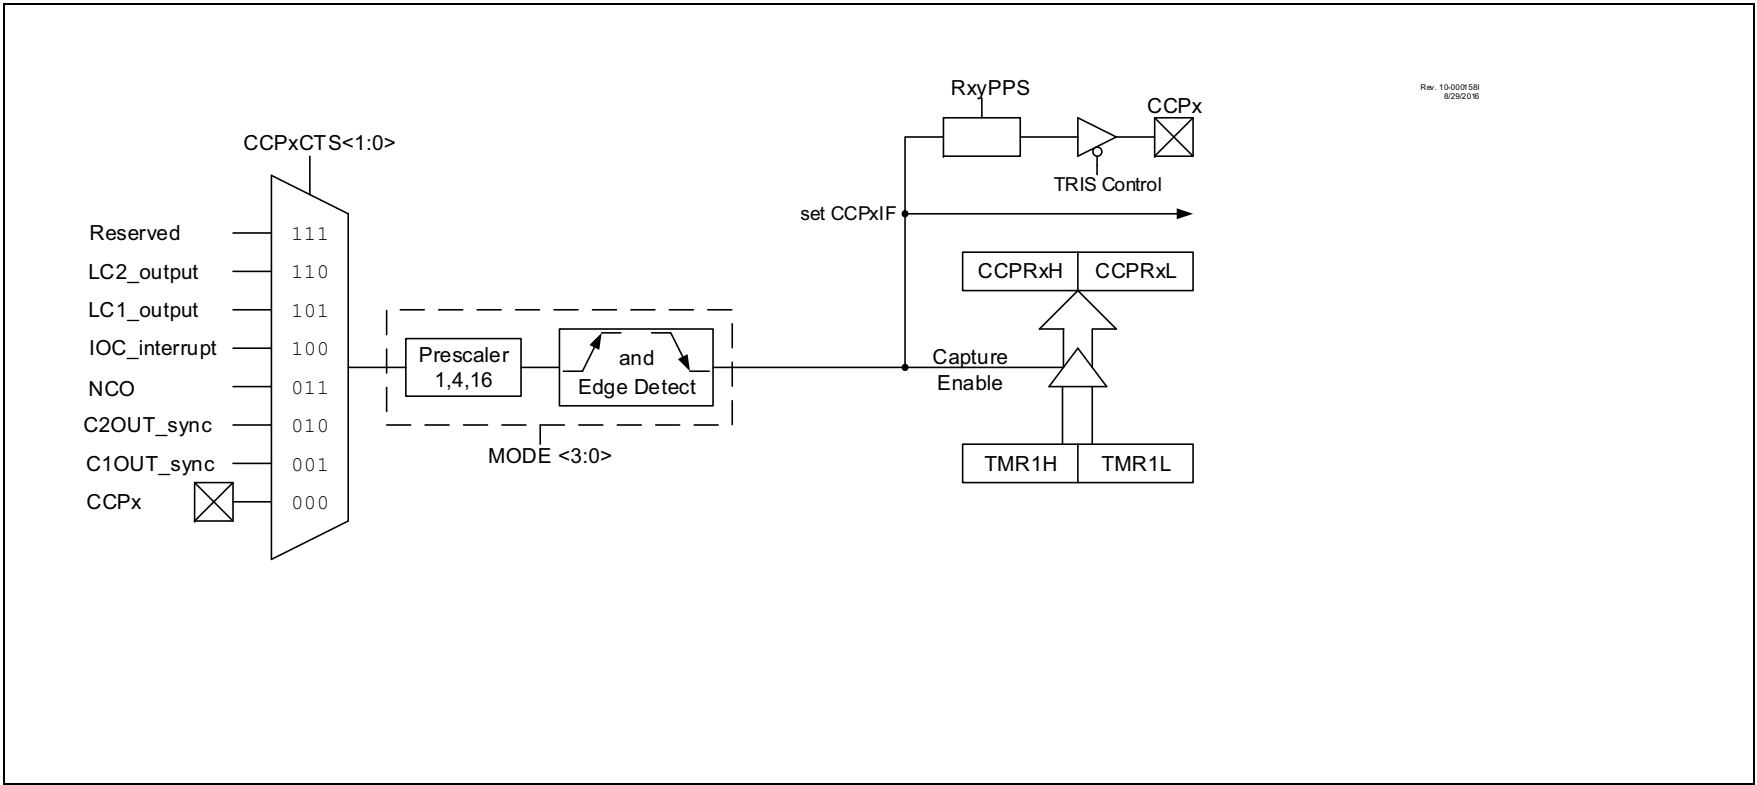 RxyPPS
Rev. 10-000158I
8/29/2016
CCPx
CCPxCTS<1:0>
TRIS Control
set CCPxIF
Reserved 111
LC2_output 110
LC1_output 101
IOC_interrupt 100
NCO 011
C2OUT_sync 010
C1OUT_sync 001
CCPx 000
Prescaler
1,4,16
and
Edge Detect
MODE <3:0>
CCPRxH CCPRxL
Capture
Enable
TMR1H TMR1L